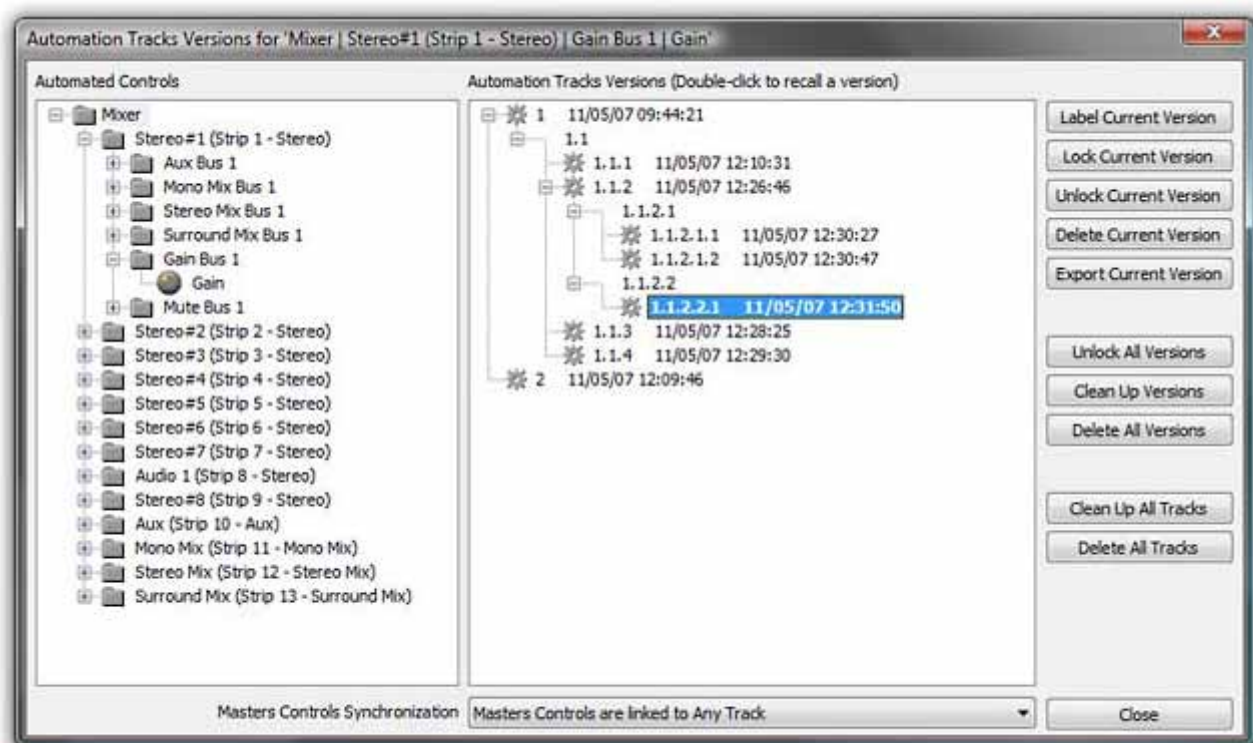 Automation Tracks Versions for 'Mixer | Stereo#1 (Strip 1 - Stereo) | Gain Bus 1 | Gain'
Automated Controls
Mixer
Stereo#1 (Strip 1 - Stereo)
Aux Bus 1
Mono Mix Bus 1
Stereo Mix Bus 1
Surround Mix Bus 1
Gain Bus 1
Gain
Mute Bus 1
Stereo#2 (Strip 2 - Stereo)
Stereo#3 (Strip 3 - Stereo)
Stereo#4 (Strip 4 - Stereo)
Stereo#5 (Strip 5 - Stereo)
Stereo#6 (Strip 6 - Stereo)
Stereo#7 (Strip 7 - Stereo)
Audio 1 (Strip 8 - Stereo)
Stereo#8 (Strip 9 - Stereo)
Aux (Strip 10 - Aux)
Mono Mix (Strip 11 - Mono Mix)
Stereo Mix (Strip 12 - Stereo Mix)
Surround Mix (Strip 13 - Surround Mix)
Automation Tracks Versions (Double-click to recall a version)
1 11/05/07 09:44:21
1.1
1.1.1 11/05/07 12:10:31
1.1.2 11/05/07 12:26:46
1.1.2.1
1.1.2.1.1 11/05/07 12:30:27
1.1.2.1.2 11/05/07 12:30:47
1.1.2.2
1.1.2.2.1 11/05/07 12:31:50
1.1.3 11/05/07 12:28:25
1.1.4 11/05/07 12:29:30
2 11/05/07 12:09:46
Label Current Version
Lock Current Version
Unlock Current Version
Delete Current Version
Export Current Version
Unlock All Versions
Clean Up Versions
Delete All Versions
Clean Up All Tracks
Delete All Tracks
Masters Controls Synchronization
Masters Controls are linked to Any Track
Close